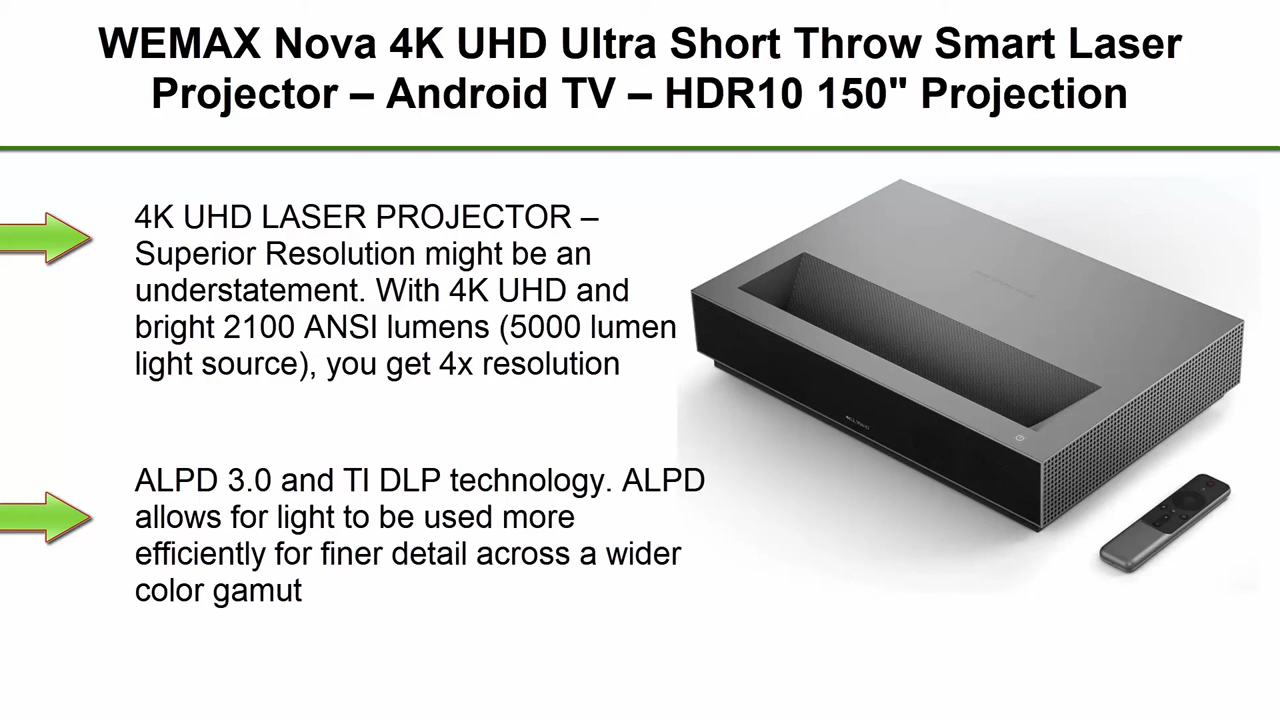 WEMAX Nova 4K UHD Ultra Short Throw Smart Laser
Projector – Android TV – HDR10 150" Projection
4K UHD LASER PROJECTOR –
Superior Resolution might be an
understatement. With 4K UHD and
bright 2100 ANSI lumens (5000 lumen
light source), you get 4x resolution
ALPD 3.0 and TI DLP technology. ALPD
allows for light to be used more
efficiently for finer detail across a wider
color gamut